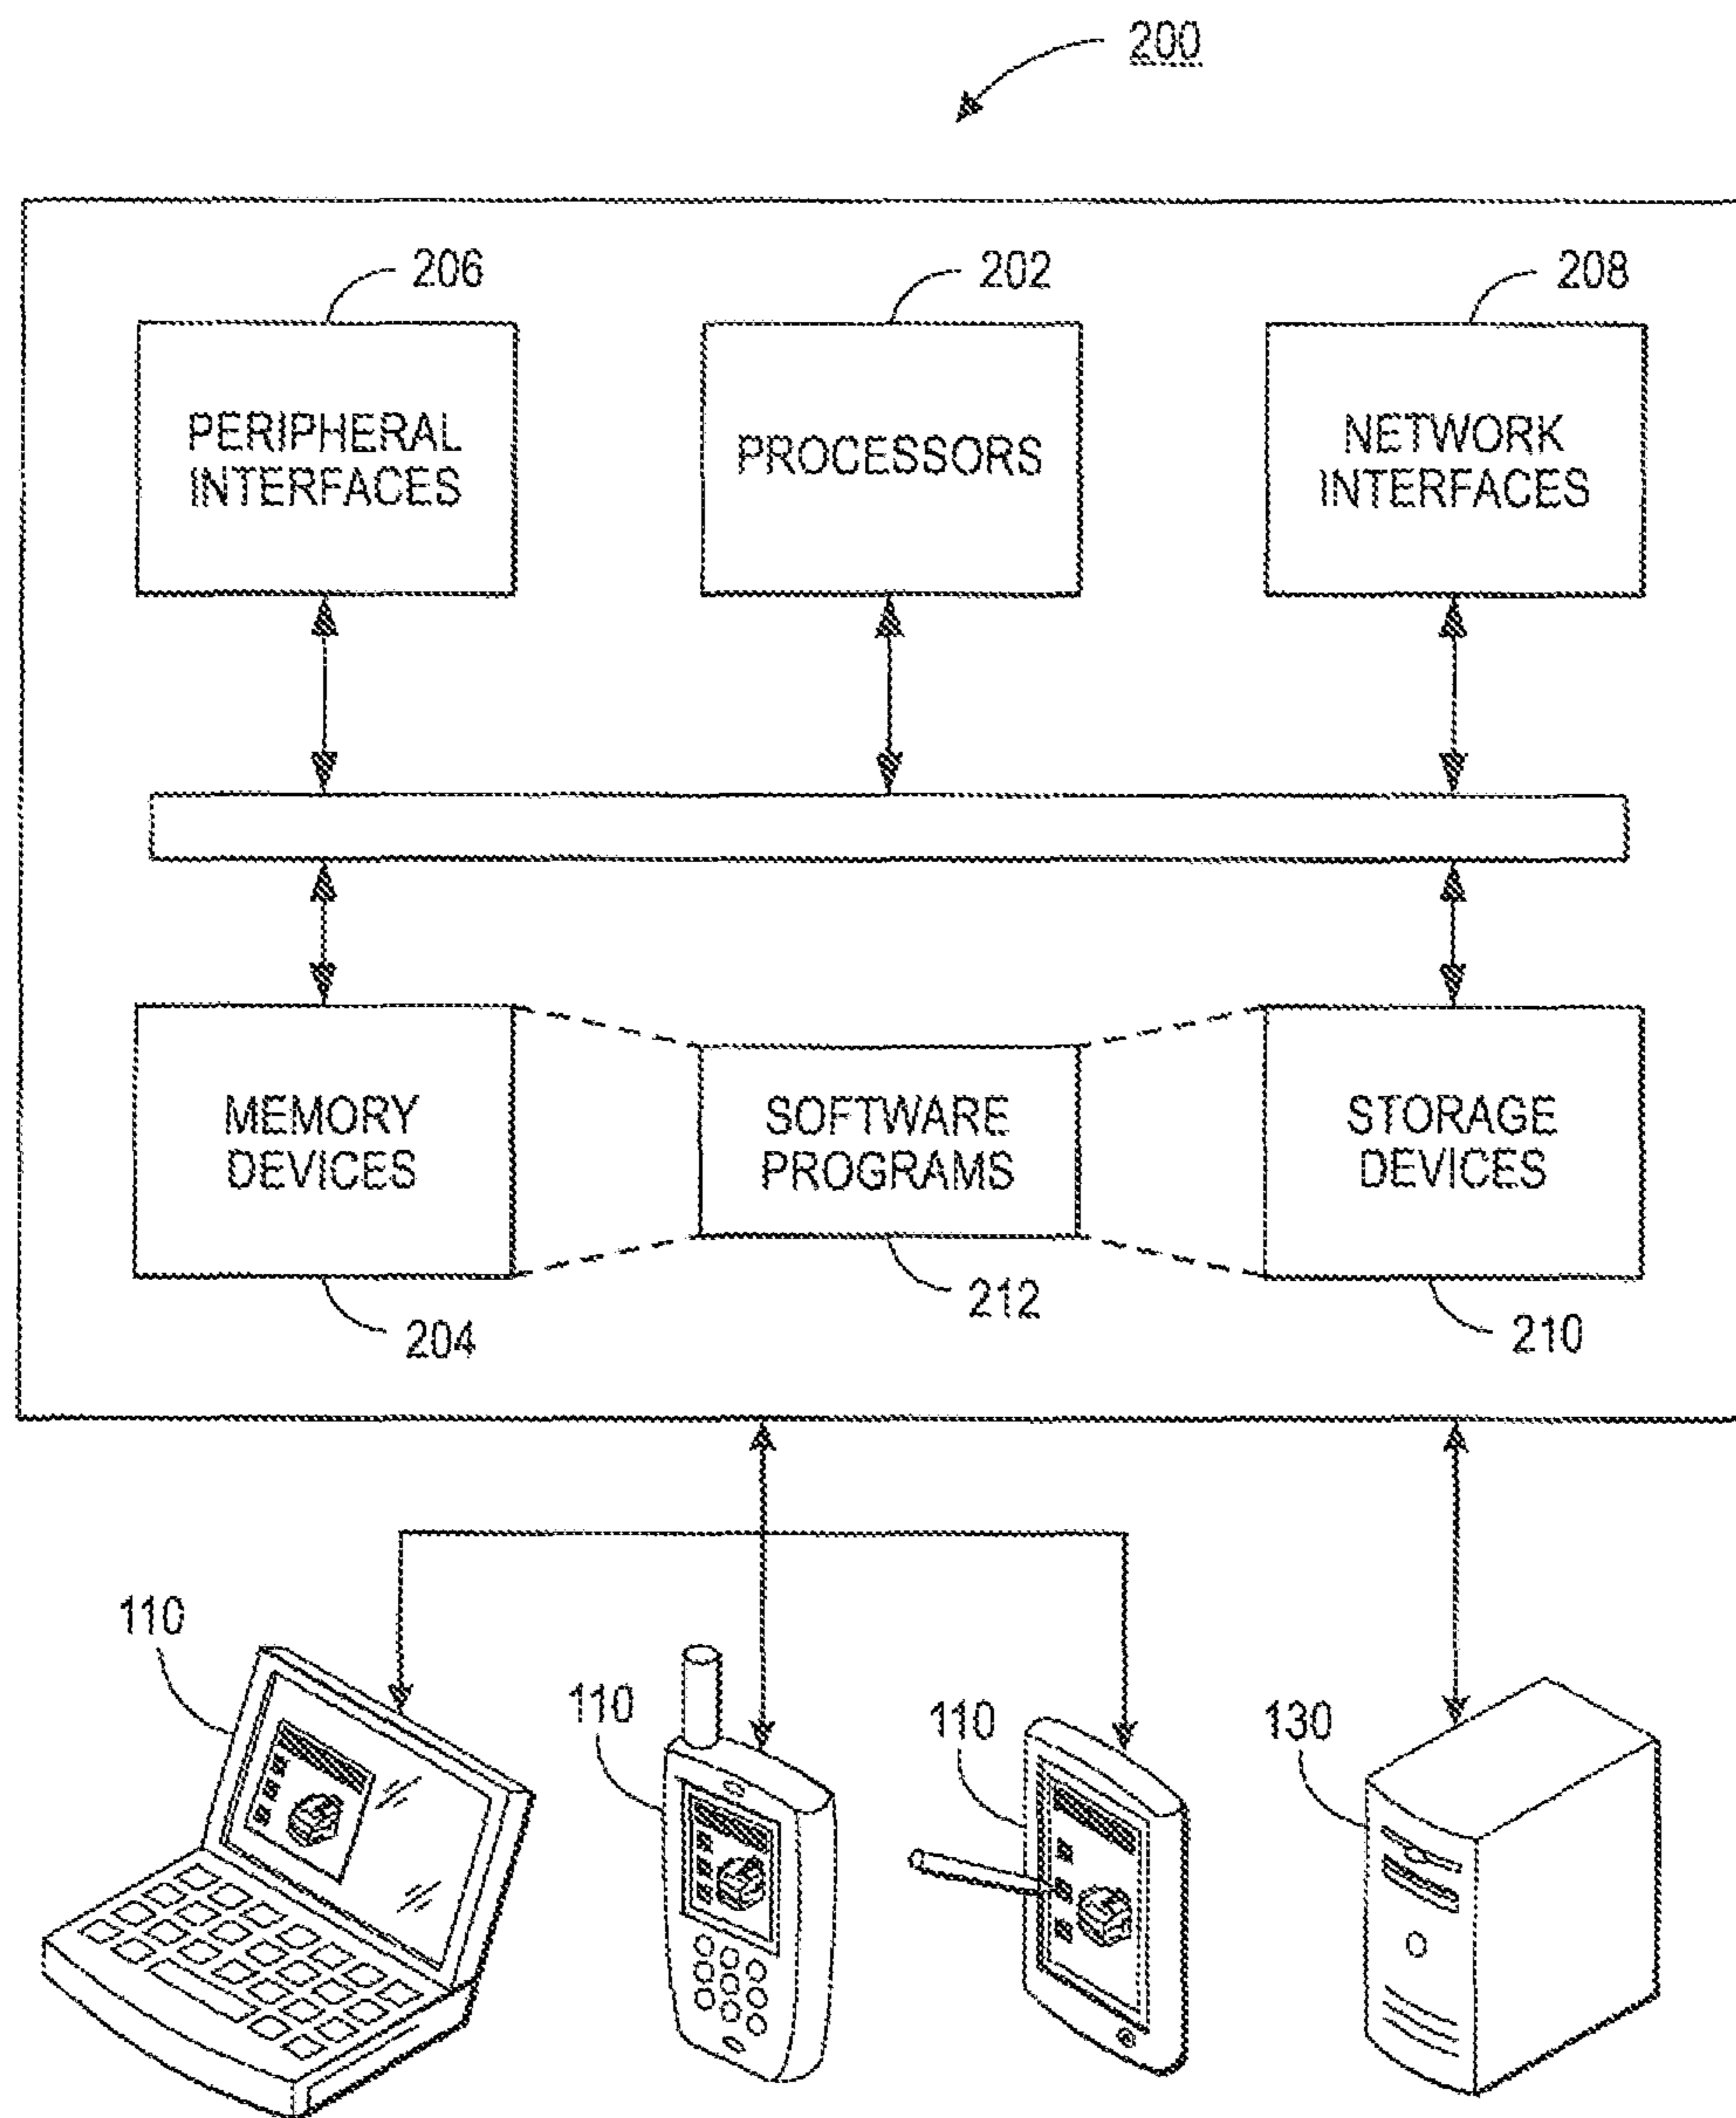 200
206
202
208
PERIPHERAL
INTERFACES
PROCESSORS
NETWORK
INTERFACES
MEMORY
DEVICES
SOFTWARE
PROGRAMS
STORAGE
DEVICES
204
212
210
110
110
110
130